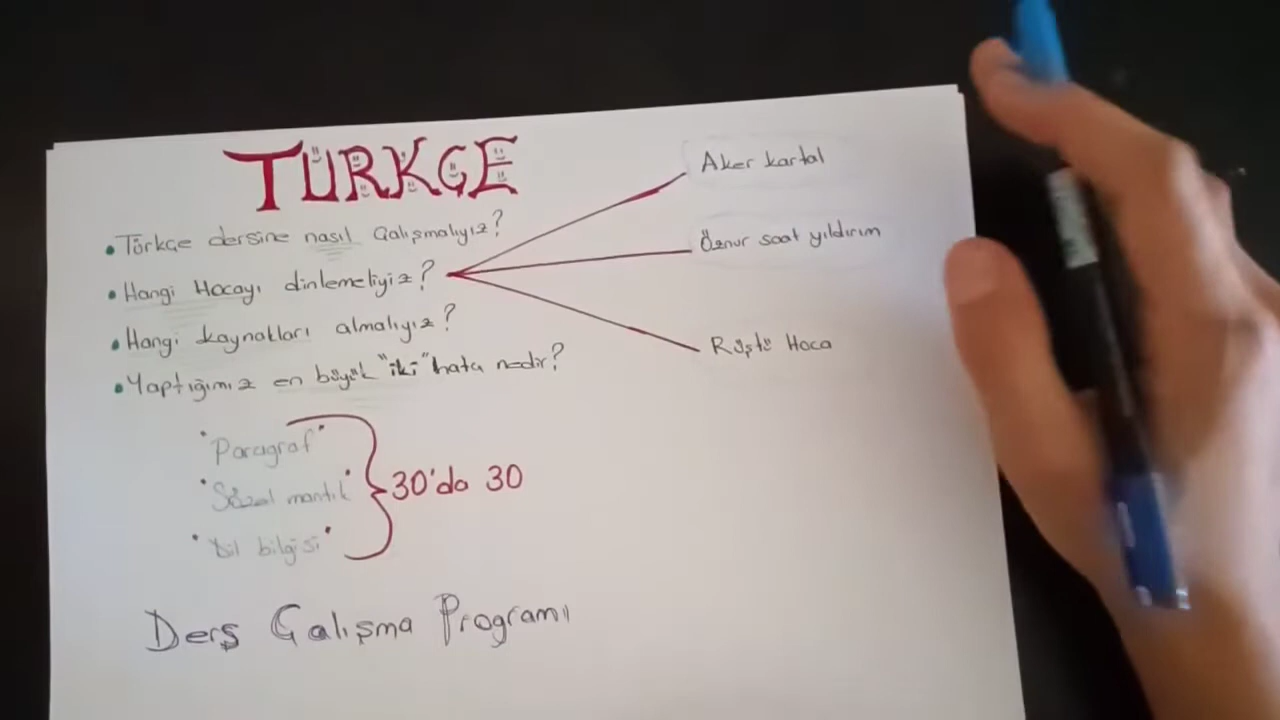 TÜRKÇE
• Türkçe dersine nasıl Çalışmalıyız?
• Hangi Hocayı dinlemeliyiz?
• Hangi kaynakları almalıyız?
• Yaptığımız en büyük "iki" hata nedir?
Aker kartal
Öznur saat yıldırım
Rüştü Hoca
"Paragraf"
"Sözel mantık"
"Dil bilgisi"
30'da 30
Ders Çalışma Programı